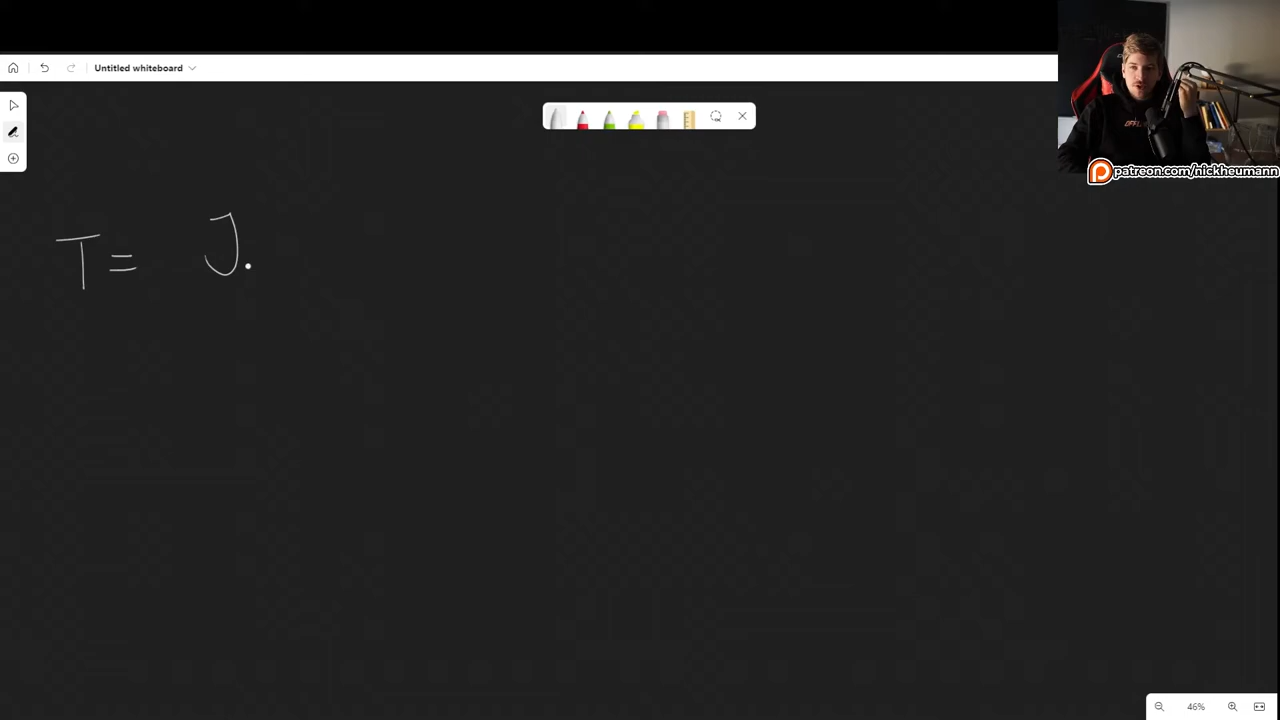 Untitled whiteboard
patreon.com/nickheumann
T = J.
46%